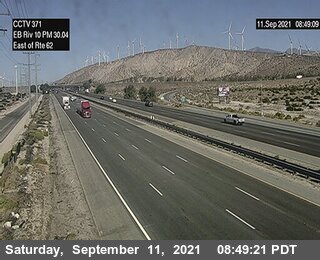 CCTV 371
EB Riv 10 PM 30.04
East of Rte 62
11.Sep 2021 08:49:09
Saturday, September 11, 2021 08:49:21 PDT